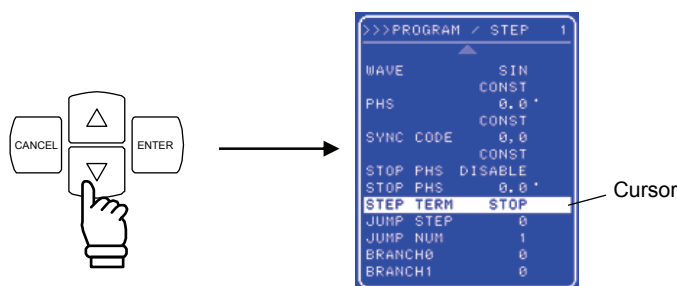 CANCEL
ENTER
>>>PROGRAM / STEP 1
WAVE SIN
CONST
PHS 0.0°
CONST
SYNC CODE 0,0
CONST
STOP PHS DISABLE
STOP PHS 0.0°
STEP TERM STOP
JUMP STEP 0
JUMP NUM 1
BRANCH0 0
BRANCH1 0
Cursor